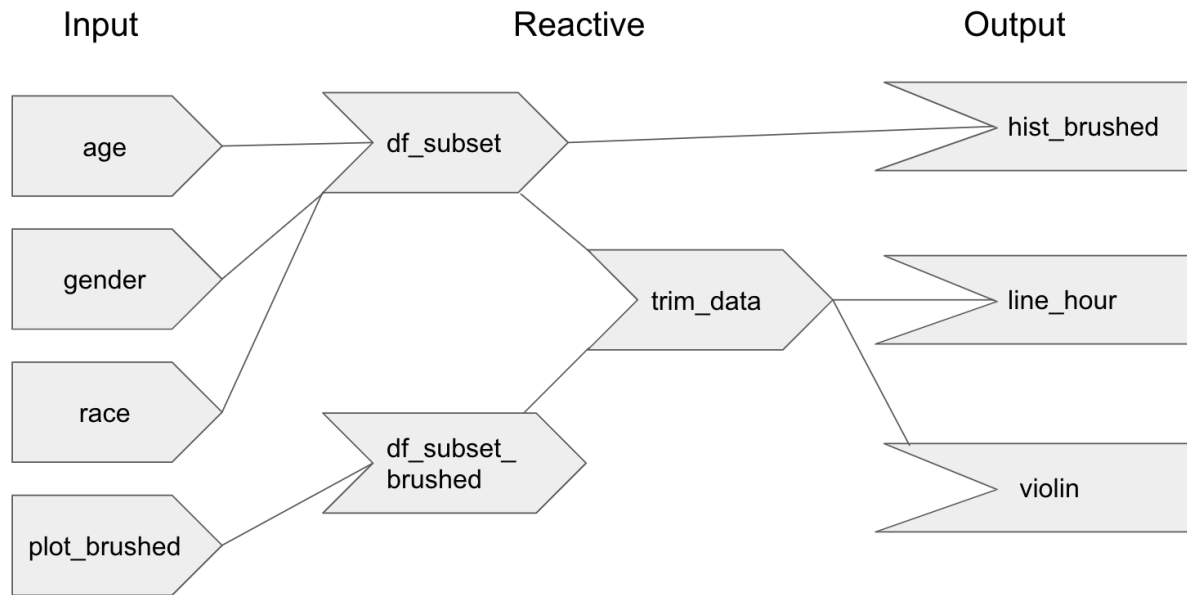 Input
Reactive
Output
age
df_subset
hist_brushed
gender
trim_data
line_hour
race
df_subset_
brushed
violin
plot_brushed